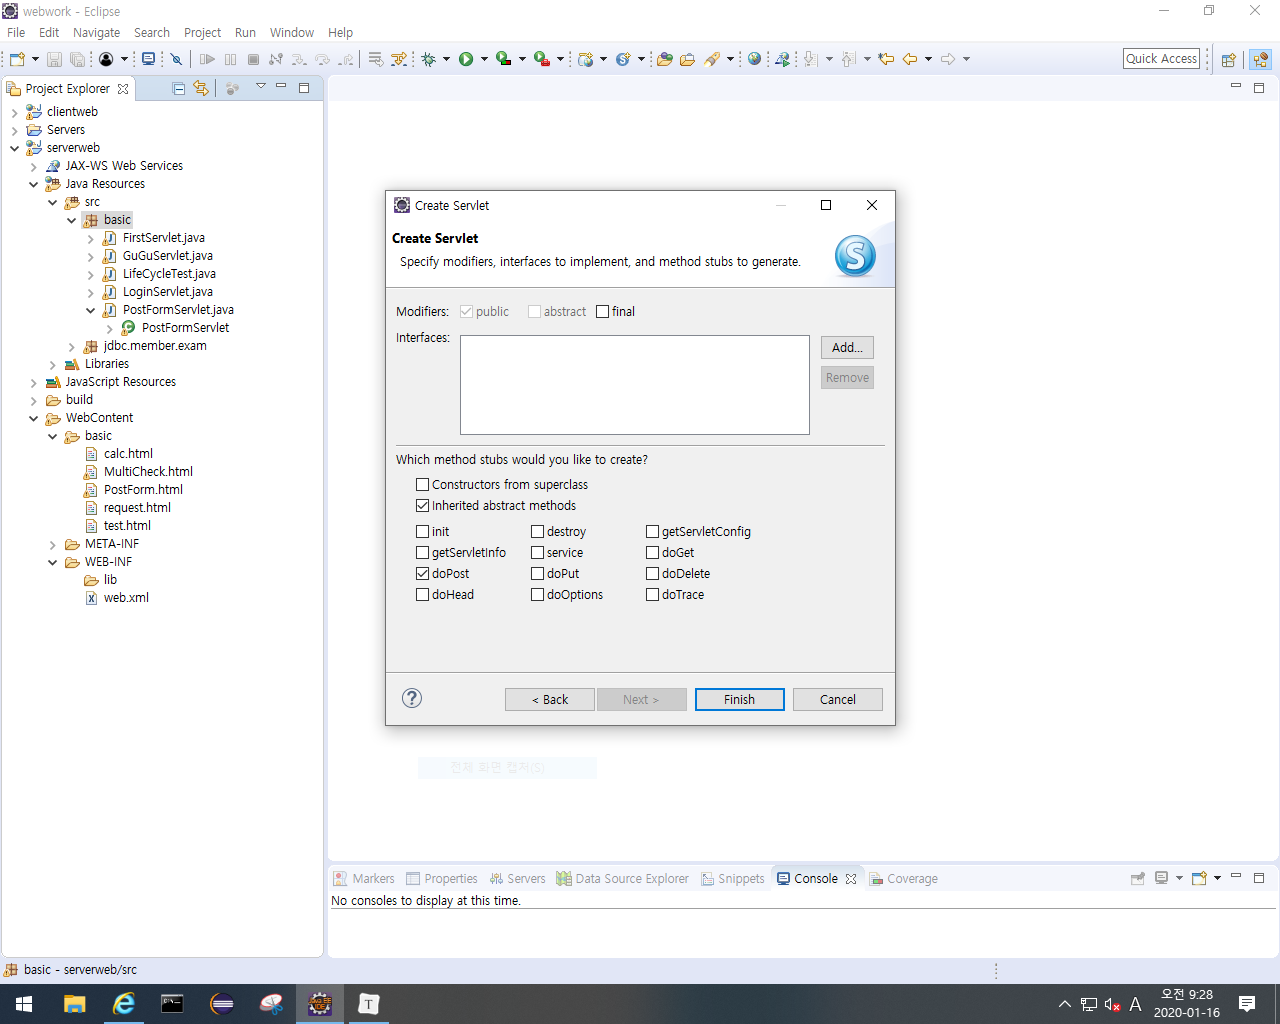 webwork - Eclipse
File Edit Navigate Search Project Run Window Help
Quick Access
Project Explorer
clientweb
Servers
serverweb
JAX-WS Web Services
Java Resources
src
basic
FirstServlet.java
GuGuServlet.java
LifeCycleTest.java
LoginServlet.java
PostFormServlet.java
PostFormServlet
jdbc.member.exam
Libraries
JavaScript Resources
build
WebContent
basic
calc.html
MultiCheck.html
PostForm.html
request.html
test.html
META-INF
WEB-INF
lib
web.xml
Create Servlet
Create Servlet
Specify modifiers, interfaces to implement, and method stubs to generate.
S
Modifiers: public abstract final
Interfaces:
Add...
Remove
Which method stubs would you like to create?
Constructors from superclass
Inherited abstract methods
init destroy getServletConfig
getServletInfo service doGet
doPost doPut doDelete
doHead doOptions doTrace
< Back Next > Finish Cancel
전체 화면 캡처(S)
Markers Properties Servers Data Source Explorer Snippets Console Coverage
No consoles to display at this time.
basic - serverweb/src
Java EE
IDE
T
A
오전 9:28
2020-01-16